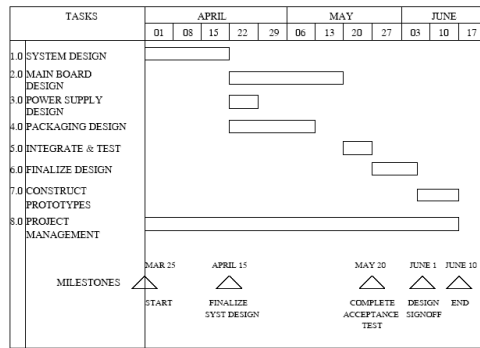 TASKS APRIL MAY JUNE
01 08 15 22 29 06 13 20 27 03 10 17
1.0 SYSTEM DESIGN
2.0 MAIN BOARD
DESIGN
3.0 POWER SUPPLY
DESIGN
4.0 PACKAGING DESIGN
5.0 INTEGRATE & TEST
6.0 FINALIZE DESIGN
7.0 CONSTRUCT
PROTOTYPES
8.0 PROJECT
MANAGEMENT
MAR 25 APRIL 15 MAY 20 JUNE 1 JUNE 10
MILESTONES
START FINALIZE COMPLETE DESIGN END
SYST DESIGN ACCEPTANCE SIGNOFF
TEST